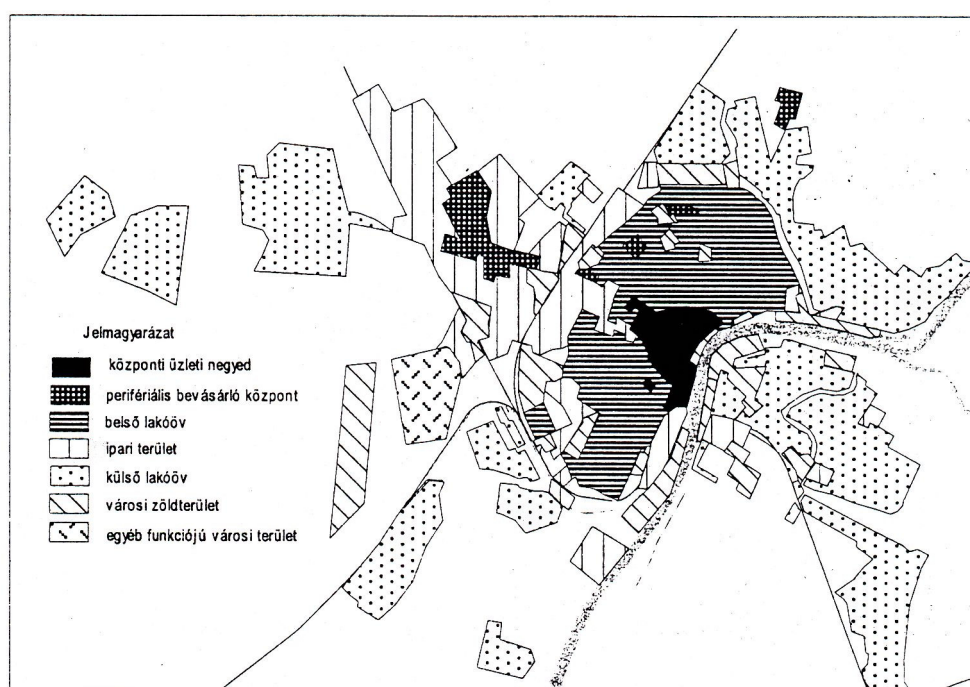 Jelmagyarázat
központi üzleti negyed
perifériális bevásárló központ
belső lakóöv
ipari terület
külső lakóöv
városi zöldterület
egyéb funkciójú városi terület